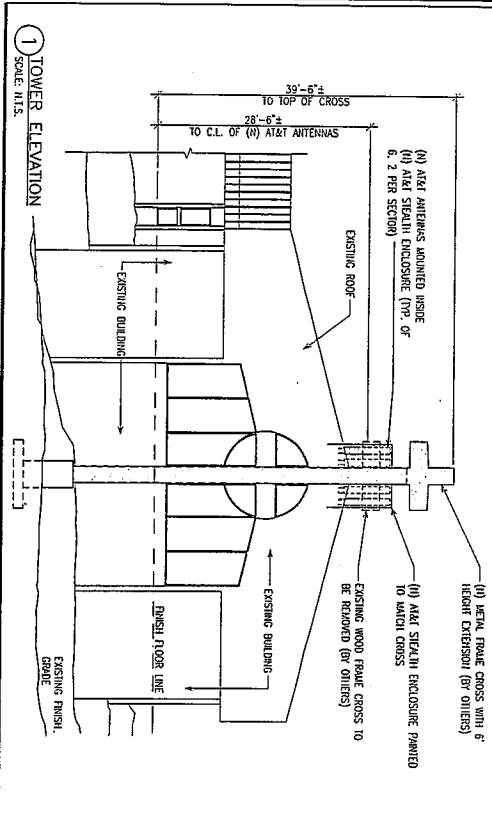 39'-6"±
TO TOP OF CROSS
28'-6"±
TO C.L. OF (N) AT&T ANTENNAS
(N) AT&T ANTENNAS MOUNTED INSIDE
(N) AT&T STEALTH ENCLOSURE (TYP. OF
6, 2 PER SECTOR)
EXISTING ROOF
EXISTING BUILDING
(N) METAL FRAME CROSS WITH 6'
HEIGHT EXTENSION (BY OTHERS)
(N) AT&T STEALTH ENCLOSURE PAINTED
TO MATCH CROSS
EXISTING WOOD FRAME CROSS TO
BE REMOVED (BY OTHERS)
EXISTING BUILDING
FINISH FLOOR LINE
EXISTING FINISH
GRADE
1 TOWER ELEVATION
SCALE: N.T.S.